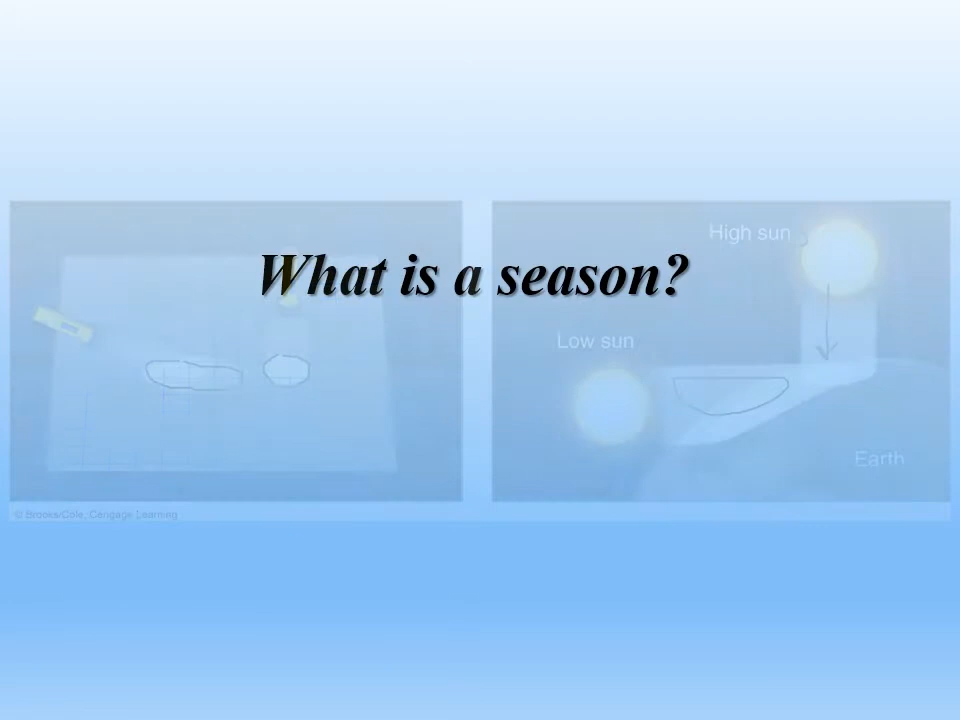 High sun
What is a season?
Low sun
Earth
© Brooks/Cole, Cengage Learning